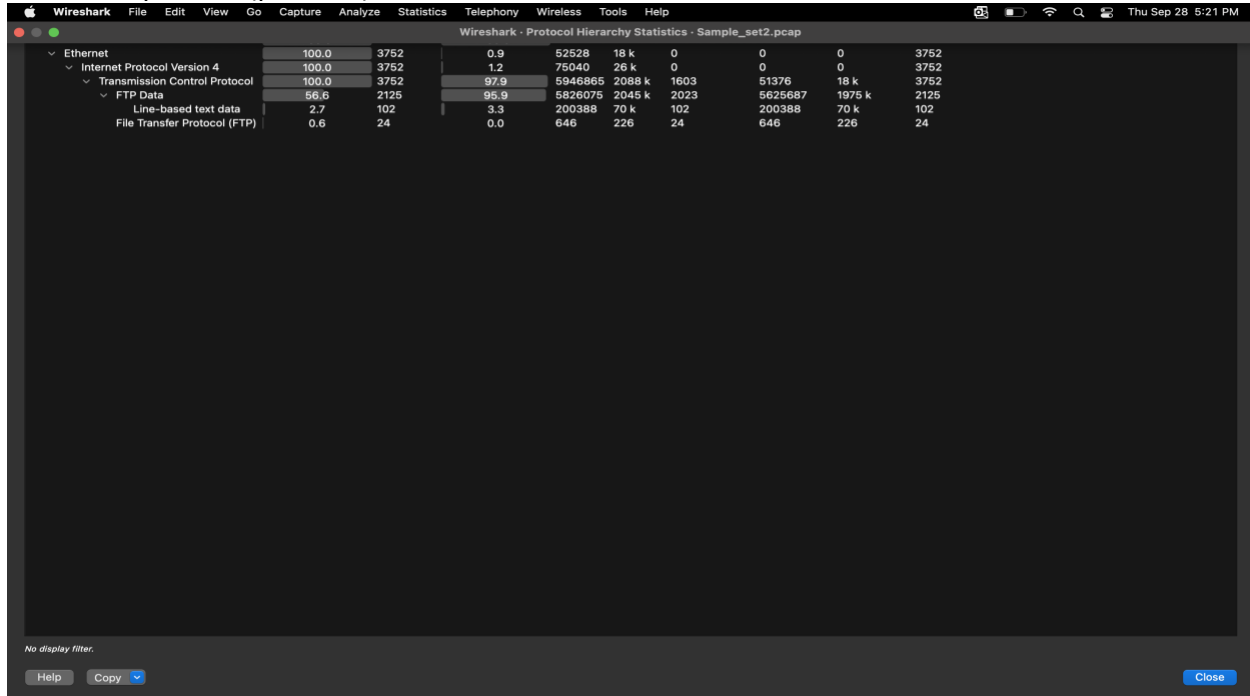 Wireshark File Edit View Go Capture Analyze Statistics Telephony Wireless Tools Help Thu Sep 28 5:21 PM
Wireshark · Protocol Hierarchy Statistics · Sample_set2.pcap
Ethernet 100.0 3752 0.9 52528 18 k 0 0 0 3752
Internet Protocol Version 4 100.0 3752 1.2 75040 26 k 0 0 0 3752
Transmission Control Protocol 100.0 3752 97.9 5946865 2088 k 1603 51376 18 k 3752
FTP Data 56.6 2125 95.9 5826075 2045 k 2023 5625687 1975 k 2125
Line-based text data 2.7 102 3.3 200388 70 k 102 200388 70 k 102
File Transfer Protocol (FTP) 0.6 24 0.0 646 226 24 646 226 24
No display filter.
Help Copy Close